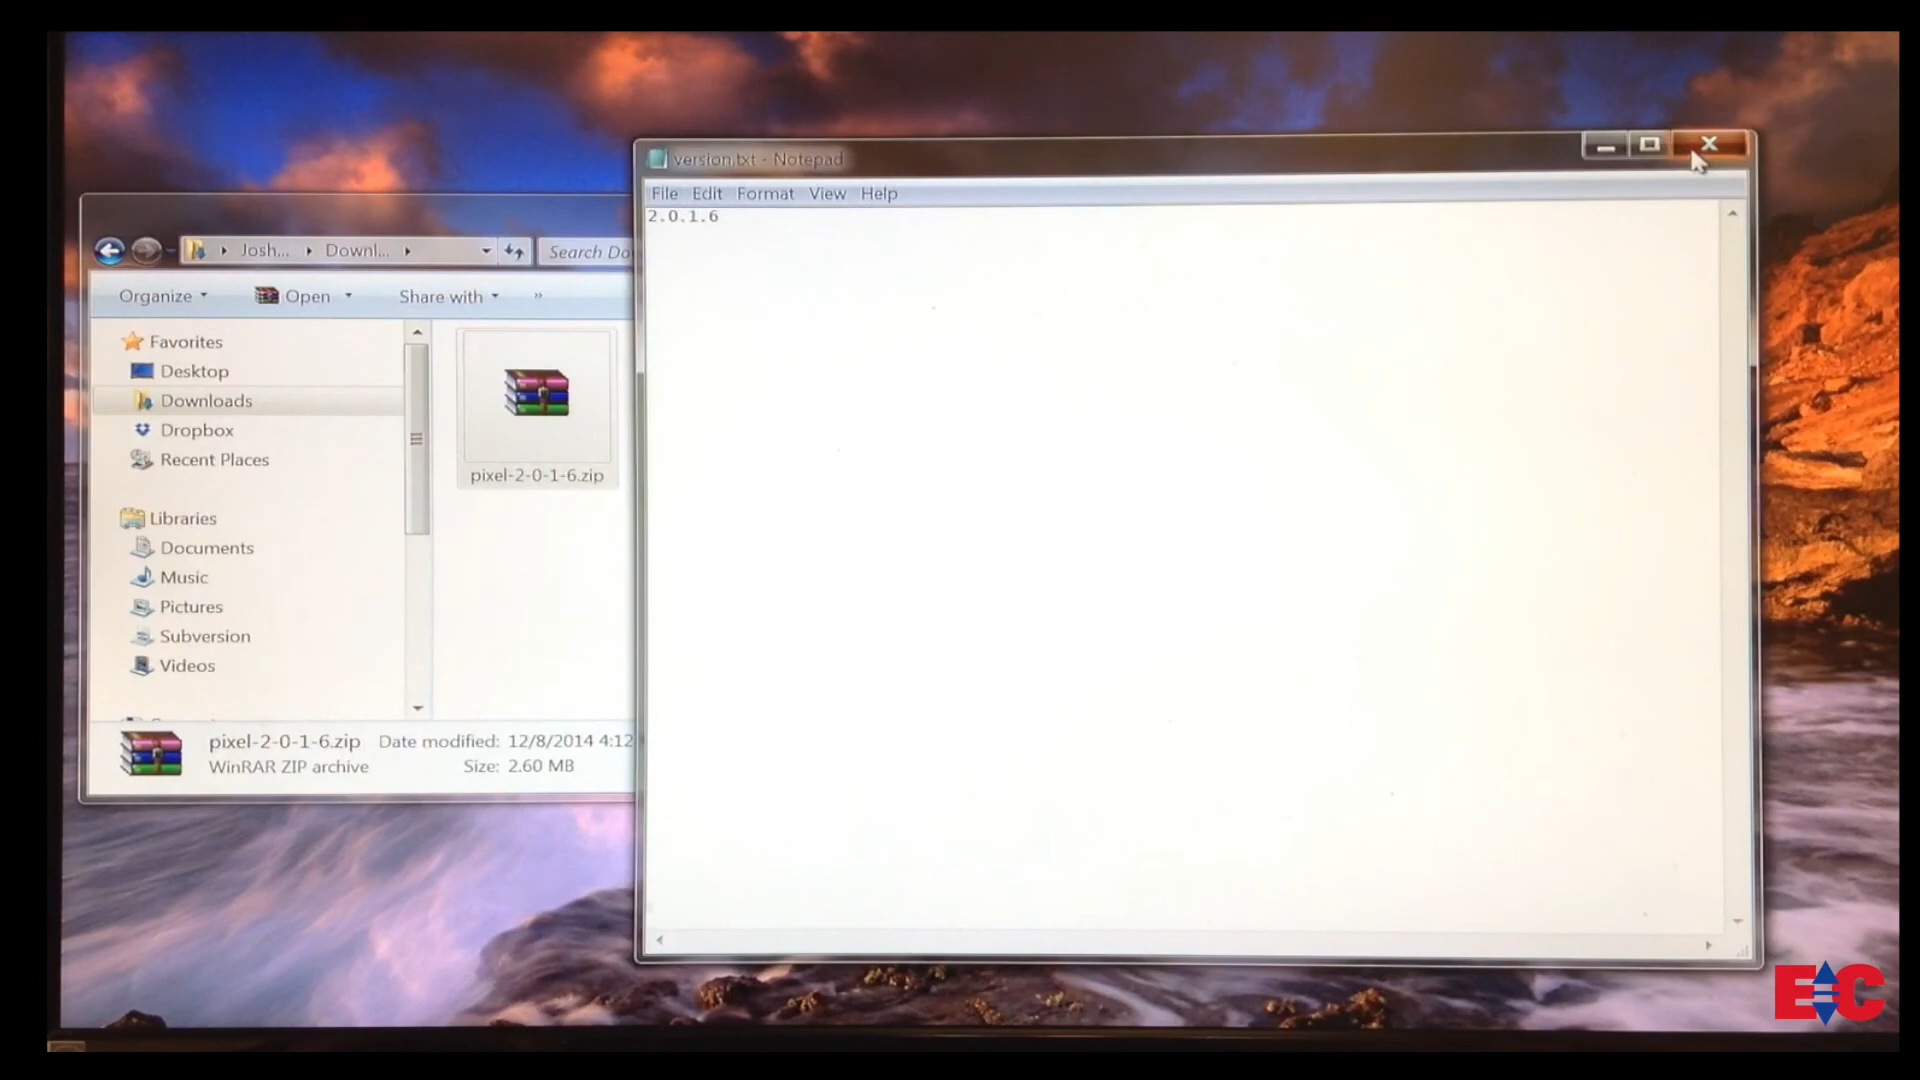 version.txt - Notepad
File Edit Format View Help
2.0.1.6
Josh... Downl...
Search Do
Organize Open Share with »
Favorites
Desktop
Downloads
Dropbox
Recent Places
Libraries
Documents
Music
Pictures
Subversion
Videos
pixel-2-0-1-6.zip
pixel-2-0-1-6.zip Date modified: 12/8/2014 4:12
WinRAR ZIP archive Size: 2.60 MB
EC